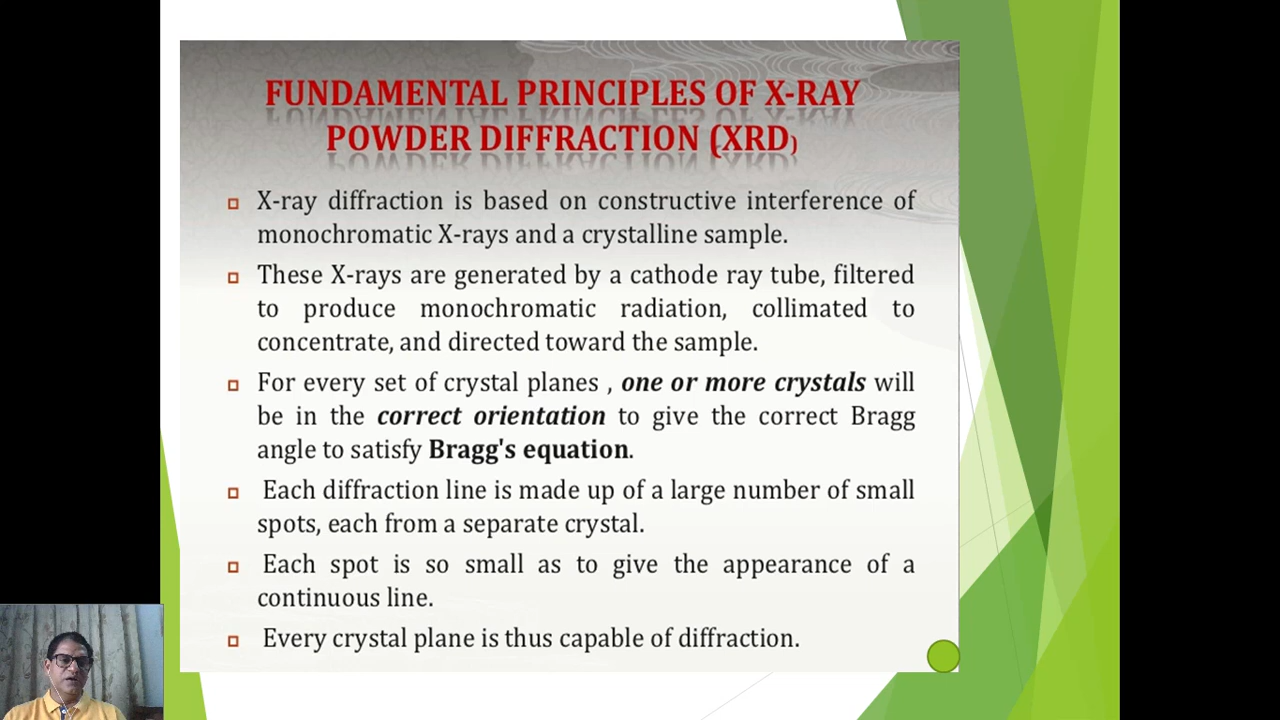 FUNDAMENTAL PRINCIPLES OF X-RAY
POWDER DIFFRACTION (XRD)
X-ray diffraction is based on constructive interference of
monochromatic X-rays and a crystalline sample.
These X-rays are generated by a cathode ray tube, filtered
to produce monochromatic radiation, collimated to
concentrate, and directed toward the sample.
For every set of crystal planes , one or more crystals will
be in the correct orientation to give the correct Bragg
angle to satisfy Bragg's equation.
Each diffraction line is made up of a large number of small
spots, each from a separate crystal.
Each spot is so small as to give the appearance of a
continuous line.
Every crystal plane is thus capable of diffraction.